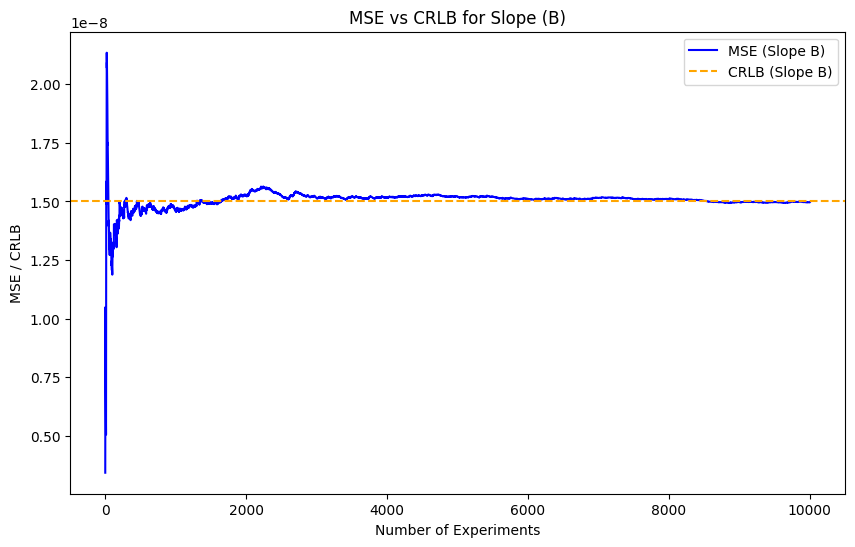 MSE vs CRLB for Slope (B)
1e−8
MSE (Slope B)
CRLB (Slope B)
2.00
1.75
1.50
1.25
1.00
0.75
0.50
MSE / CRLB
0 2000 4000 6000 8000 10000
Number of Experiments